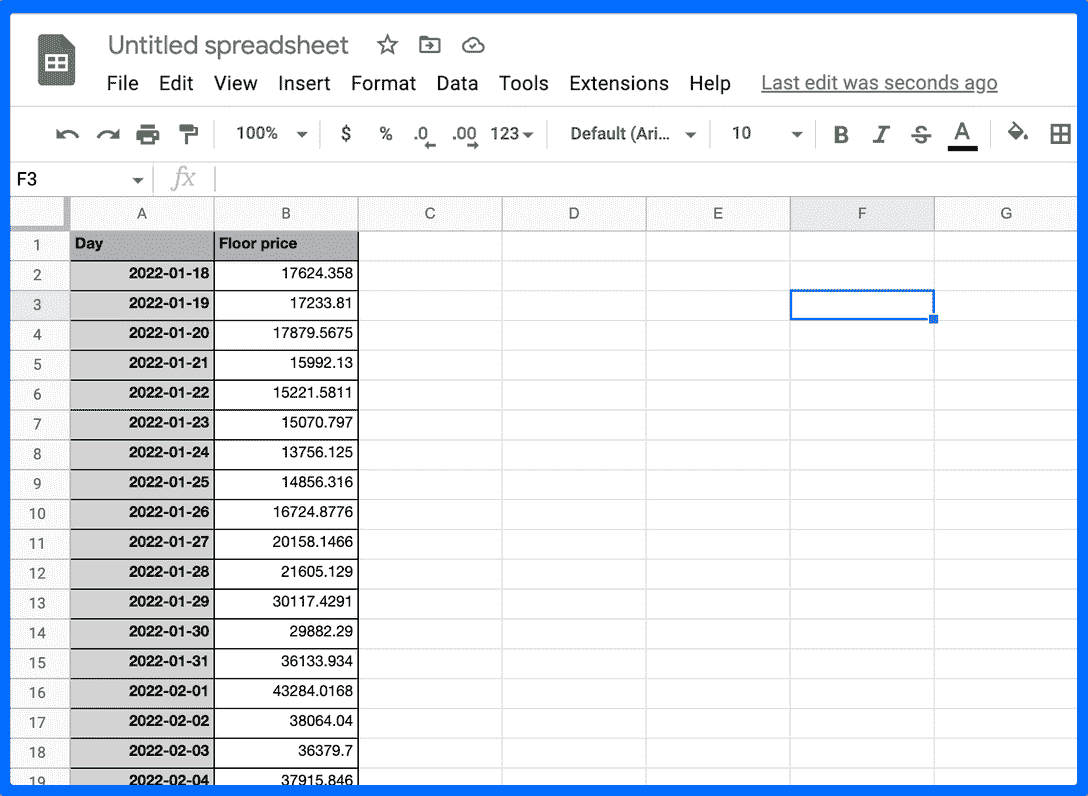 Untitled spreadsheet
File Edit View Insert Format Data Tools Extensions Help Last edit was seconds ago
100% $ % .0 .00 123 Default (Ari... 10 B I S A
F3 fx
A B C D E F G
1 Day Floor price
2 2022-01-18 17624.358
3 2022-01-19 17233.81
4 2022-01-20 17879.5675
5 2022-01-21 15992.13
6 2022-01-22 15221.5811
7 2022-01-23 15070.797
8 2022-01-24 13756.125
9 2022-01-25 14856.316
10 2022-01-26 16724.8776
11 2022-01-27 20158.1466
12 2022-01-28 21605.129
13 2022-01-29 30117.4291
14 2022-01-30 29882.29
15 2022-01-31 36133.934
16 2022-02-01 43284.0168
17 2022-02-02 38064.04
18 2022-02-03 36379.7
19 2022-02-04 37915.846